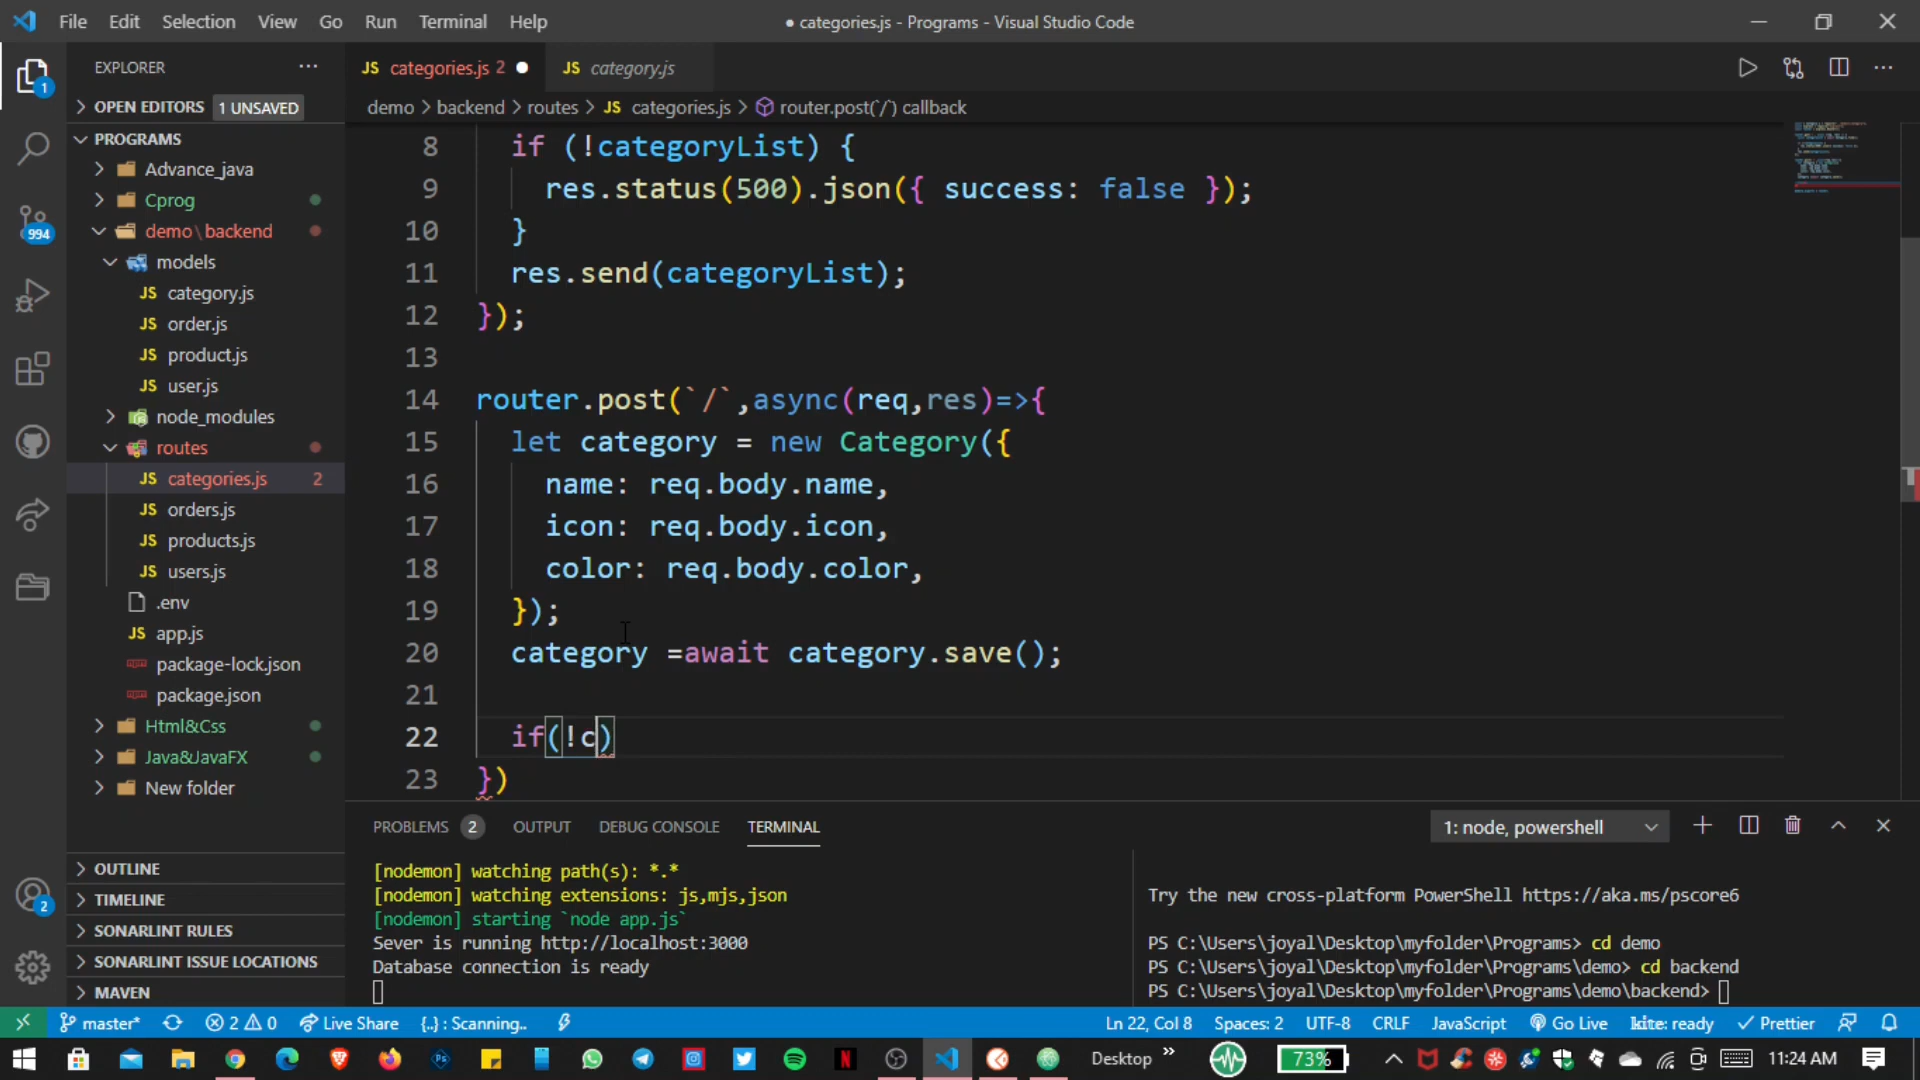 File Edit Selection View Go Run Terminal Help
● categories.js - Programs - Visual Studio Code
EXPLORER
JS categories.js 2
JS category.js
OPEN EDITORS 1 UNSAVED
demo > backend > routes > JS categories.js > router.post(`/`) callback
PROGRAMS
Advance_java
Cprog
demo\backend
models
JS category.js
JS order.js
JS product.js
JS user.js
node_modules
routes
JS categories.js 2
JS orders.js
JS products.js
JS users.js
.env
JS app.js
package-lock.json
package.json
Html&Css
Java&JavaFX
New folder
OUTLINE
TIMELINE
SONARLINT RULES
SONARLINT ISSUE LOCATIONS
MAVEN
1
994
2
8 if (!categoryList) {
9 res.status(500).json({ success: false });
10 }
11 res.send(categoryList);
12 });
13
14 router.post(`/`,async(req,res)=>{
15 let category = new Category({
16 name: req.body.name,
17 icon: req.body.icon,
18 color: req.body.color,
19 });
20 category =await category.save();
21
22 if(!c)
23 })
PROBLEMS 2 OUTPUT DEBUG CONSOLE TERMINAL
1: node, powershell
[nodemon] watching path(s): *.*
[nodemon] watching extensions: js,mjs,json
[nodemon] starting `node app.js`
Sever is running http://localhost:3000
Database connection is ready
Try the new cross-platform PowerShell https://aka.ms/pscore6
PS C:\Users\joyal\Desktop\myfolder\Programs> cd demo
PS C:\Users\joyal\Desktop\myfolder\Programs\demo> cd backend
PS C:\Users\joyal\Desktop\myfolder\Programs\demo\backend>
master* 2 0 Live Share {..} : Scanning.. Ln 22, Col 8 Spaces: 2 UTF-8 CRLF JavaScript Go Live kite: ready Prettier
Desktop » 73% 11:24 AM